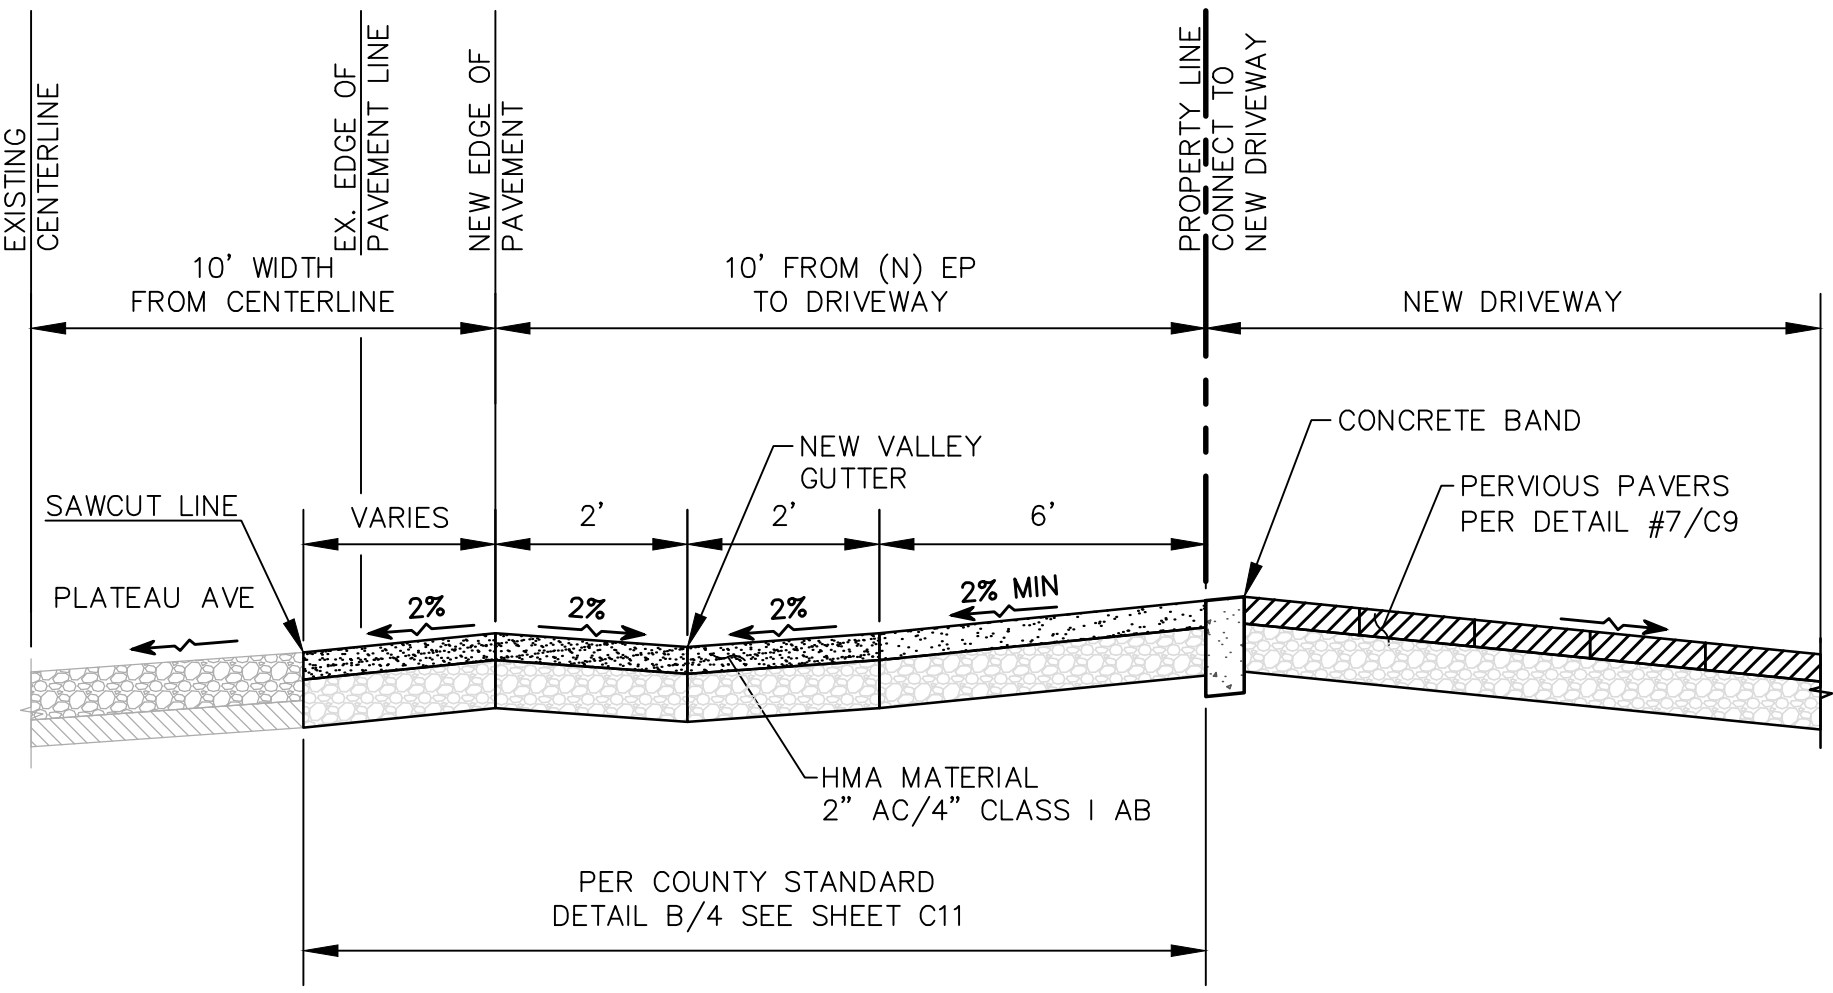 EXISTING
CENTERLINE
EX. EDGE OF
PAVEMENT LINE
NEW EDGE OF
PAVEMENT
PROPERTY LINE
CONNECT TO
NEW DRIVEWAY
10' WIDTH
FROM CENTERLINE
10' FROM (N) EP
TO DRIVEWAY
NEW DRIVEWAY
CONCRETE BAND
NEW VALLEY
GUTTER
PERVIOUS PAVERS
PER DETAIL #7/C9
SAWCUT LINE
VARIES
2'
2'
6'
PLATEAU AVE
2%
2%
2%
2% MIN
HMA MATERIAL
2" AC/4" CLASS I AB
PER COUNTY STANDARD
DETAIL B/4 SEE SHEET C11